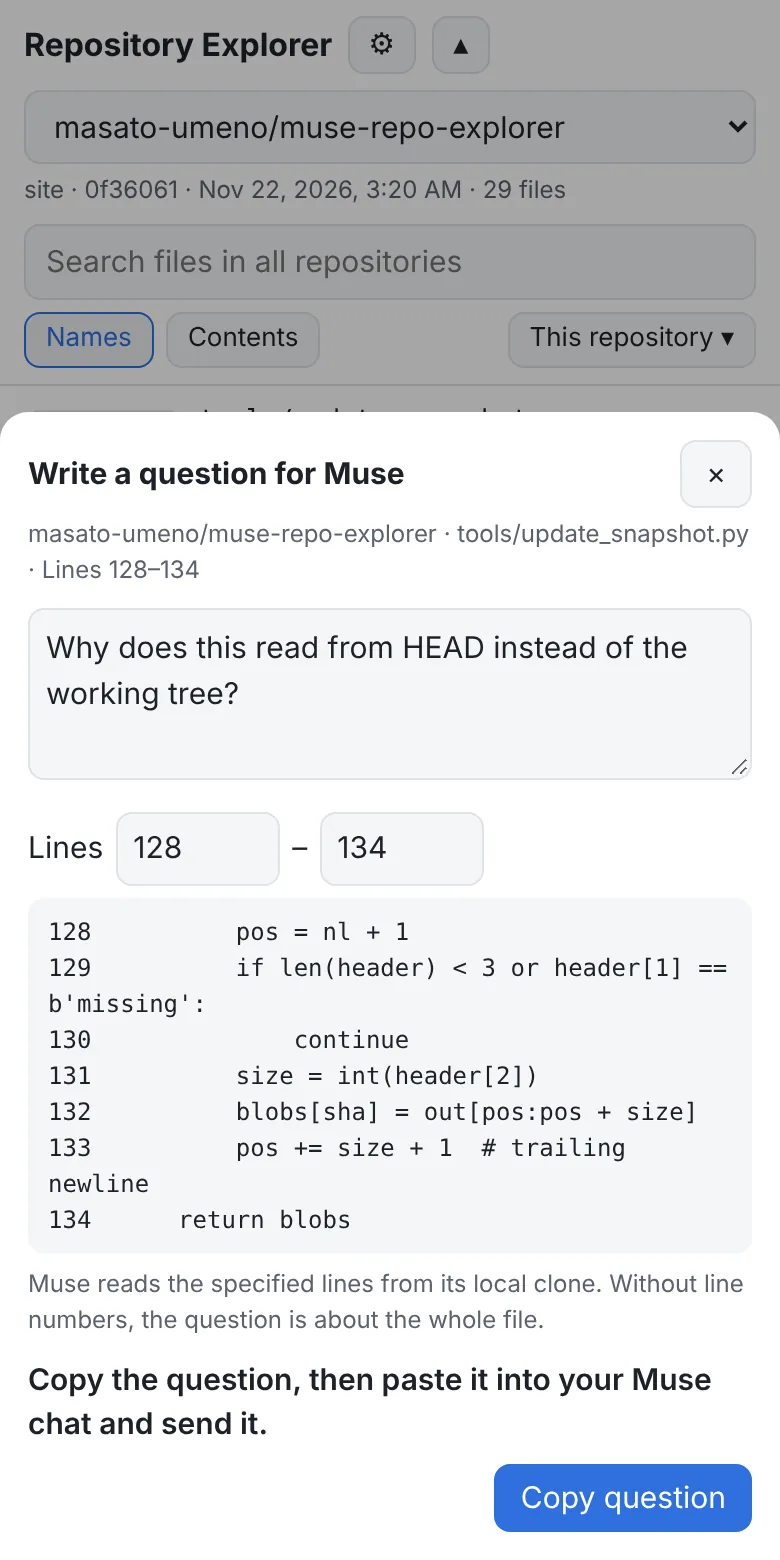 Repository Explorer ⚙ ▲
masato-umeno/muse-repo-explorer
site · 0f36061 · Nov 22, 2026, 3:20 AM · 29 files
Search files in all repositories
Names Contents This repository ▾
Write a question for Muse ×
masato-umeno/muse-repo-explorer · tools/update_snapshot.py
· Lines 128–134
Why does this read from HEAD instead of the
working tree?
Lines 128 – 134
128          pos = nl + 1
129          if len(header) < 3 or header[1] ==
b'missing':
130              continue
131          size = int(header[2])
132          blobs[sha] = out[pos:pos + size]
133          pos += size + 1  # trailing
newline
134      return blobs
Muse reads the specified lines from its local clone. Without line
numbers, the question is about the whole file.
Copy the question, then paste it into your Muse
chat and send it.
Copy question